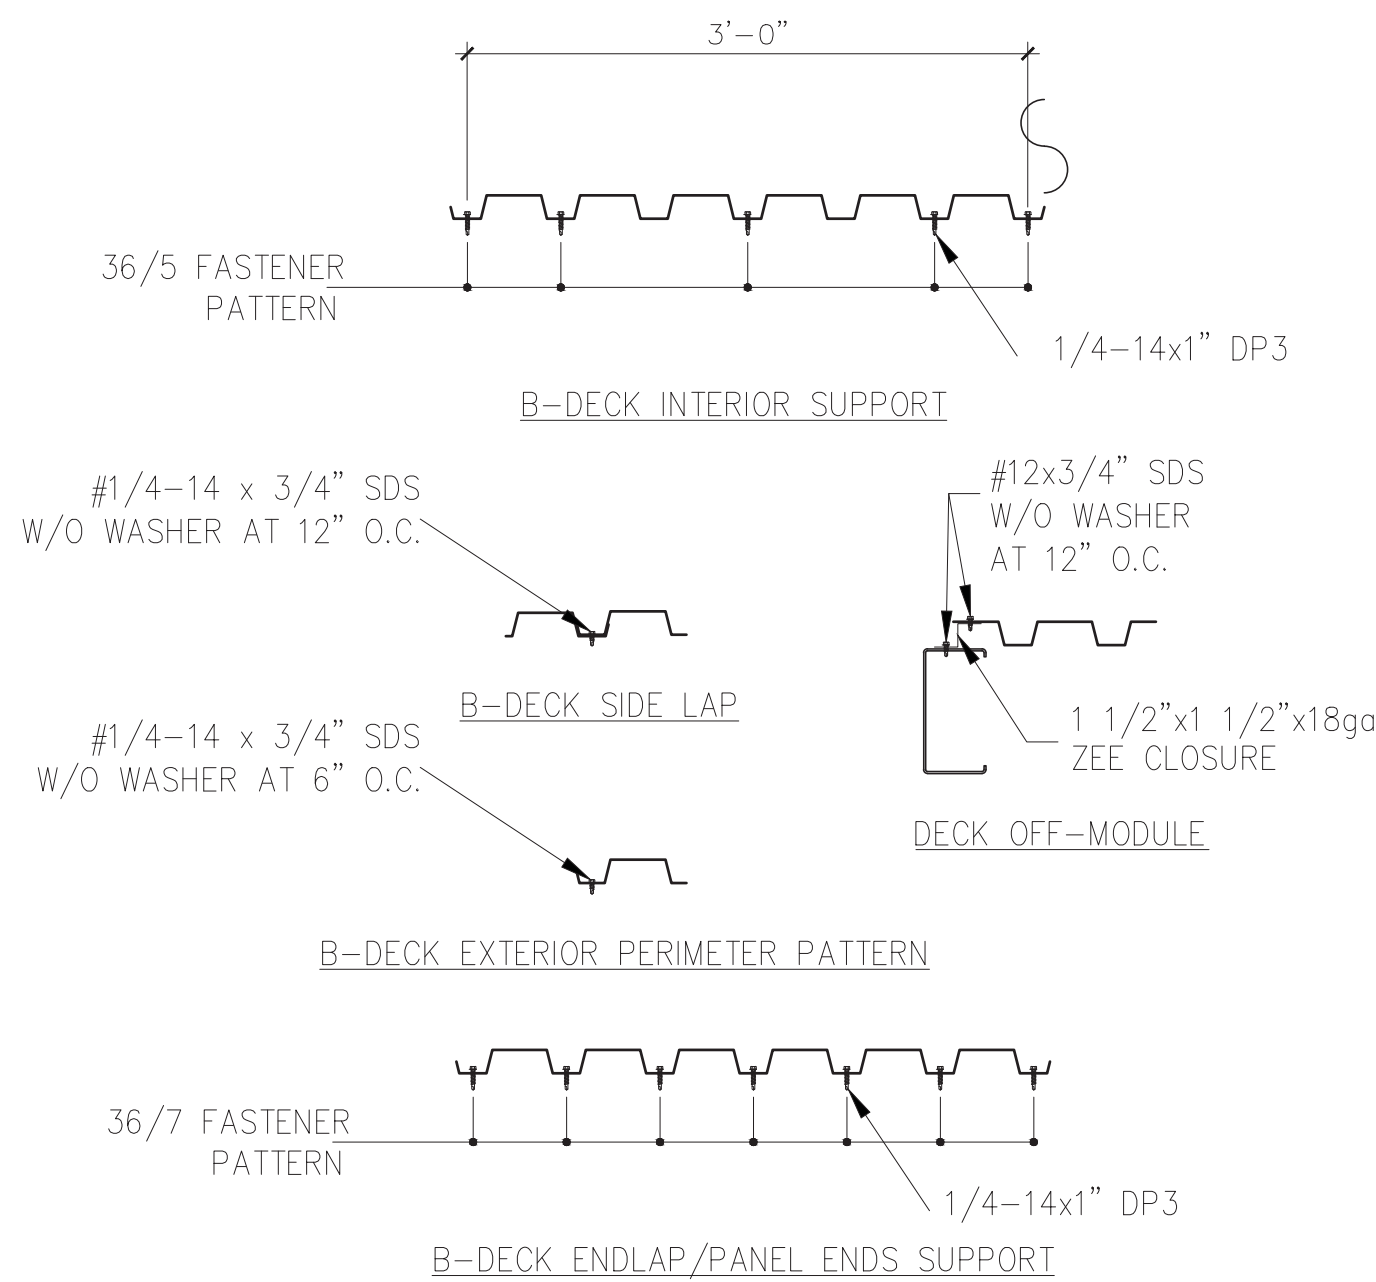 3'-0"
36/5 FASTENER
PATTERN
1/4-14x1" DP3
B-DECK INTERIOR SUPPORT
#1/4-14 x 3/4" SDS
W/O WASHER AT 12" O.C.
B-DECK SIDE LAP
#12x3/4" SDS
W/O WASHER
AT 12" O.C.
1 1/2"x1 1/2"x18ga
ZEE CLOSURE
DECK OFF-MODULE
#1/4-14 x 3/4" SDS
W/O WASHER AT 6" O.C.
B-DECK EXTERIOR PERIMETER PATTERN
36/7 FASTENER
PATTERN
1/4-14x1" DP3
B-DECK ENDLAP/PANEL ENDS SUPPORT